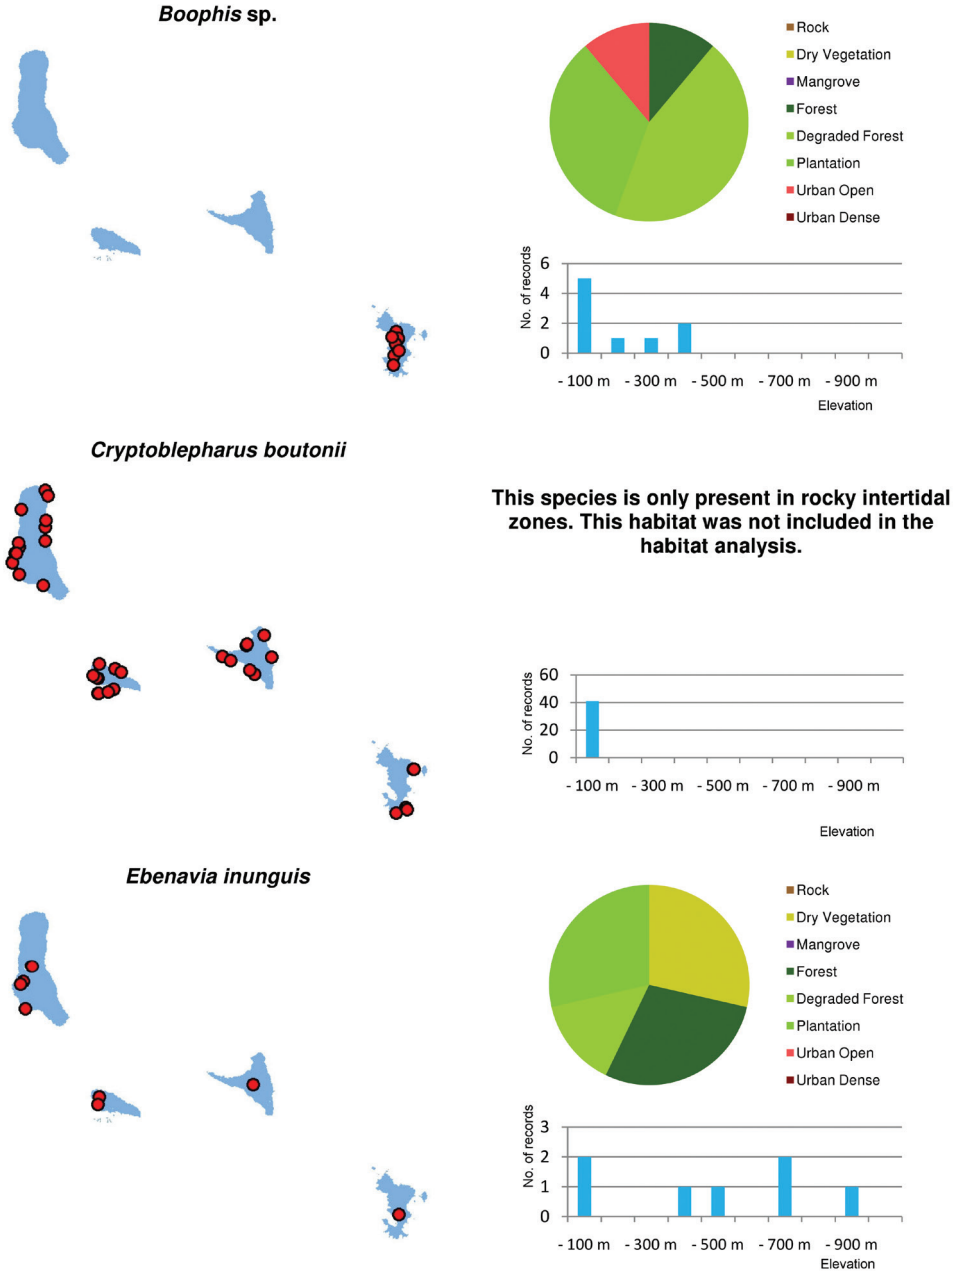 Boophis sp.
Rock
Dry Vegetation
Mangrove
Forest
Degraded Forest
Plantation
Urban Open
Urban Dense
No. of records
6
4
2
0
- 100 m - 300 m - 500 m - 700 m - 900 m
Elevation
Cryptoblepharus boutonii
This species is only present in rocky intertidal
zones. This habitat was not included in the
habitat analysis.
No. of records
60
40
20
0
- 100 m - 300 m - 500 m - 700 m - 900 m
Elevation
Ebenavia inunguis
Rock
Dry Vegetation
Mangrove
Forest
Degraded Forest
Plantation
Urban Open
Urban Dense
No. of records
3
2
1
0
- 100 m - 300 m - 500 m - 700 m - 900 m
Elevation